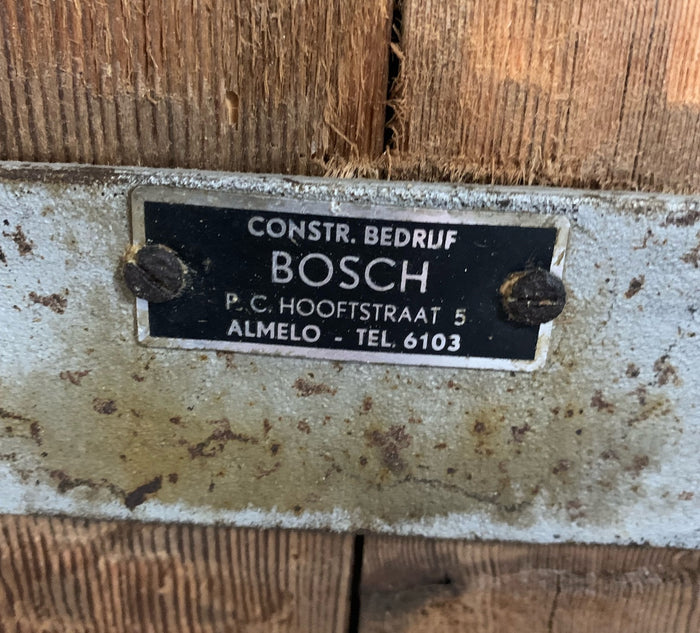 CONSTR. BEDRIJF
BOSCH
P. C. HOOFTSTRAAT 5
ALMELO - TEL. 6103